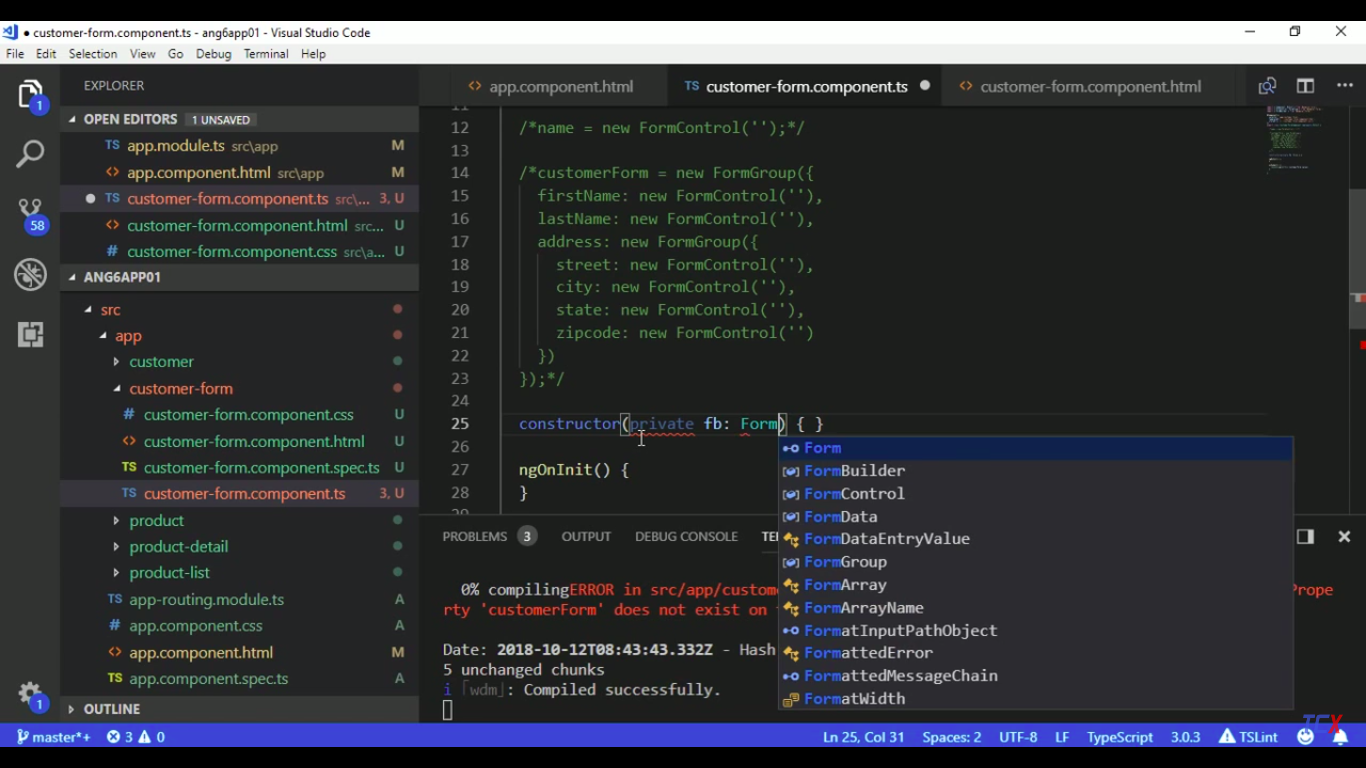 customer-form.component.ts - ang6app01 - Visual Studio Code
File Edit Selection View Go Debug Terminal Help
EXPLORER
app.component.html
TS customer-form.component.ts
customer-form.component.html
1
OPEN EDITORS 1 UNSAVED
TS app.module.ts src\app M
<> app.component.html src\app M
TS customer-form.component.ts src\... 3, U
<> customer-form.component.html src... U
# customer-form.component.css src\a... U
58
ANG6APP01
src
app
customer
customer-form
# customer-form.component.css U
<> customer-form.component.html U
TS customer-form.component.spec.ts U
TS customer-form.component.ts 3, U
product
product-detail
product-list
TS app-routing.module.ts A
# app.component.css A
<> app.component.html M
TS app.component.spec.ts A
OUTLINE
1
12 /*name = new FormControl('');*/
13
14 /*customerForm = new FormGroup({
15 firstName: new FormControl(''),
16 lastName: new FormControl(''),
17 address: new FormGroup({
18 street: new FormControl(''),
19 city: new FormControl(''),
20 state: new FormControl(''),
21 zipcode: new FormControl('')
22 })
23 });*/
24
25 constructor(private fb: Form) { }
26
27 ngOnInit() {
28 }
Form
FormBuilder
FormControl
FormData
FormDataEntryValue
FormGroup
FormArray
FormArrayName
FormatInputPathObject
FormattedError
FormattedMessageChain
FormatWidth
PROBLEMS 3 OUTPUT DEBUG CONSOLE TE
0% compilingERROR in src/app/custom
Prope
rty 'customerForm' does not exist on
Date: 2018-10-12T08:43:43.332Z - Hash
5 unchanged chunks
i 「wdm」: Compiled successfully.
master*+ 3 0 Ln 25, Col 31 Spaces: 2 UTF-8 LF TypeScript 3.0.3 TSLint